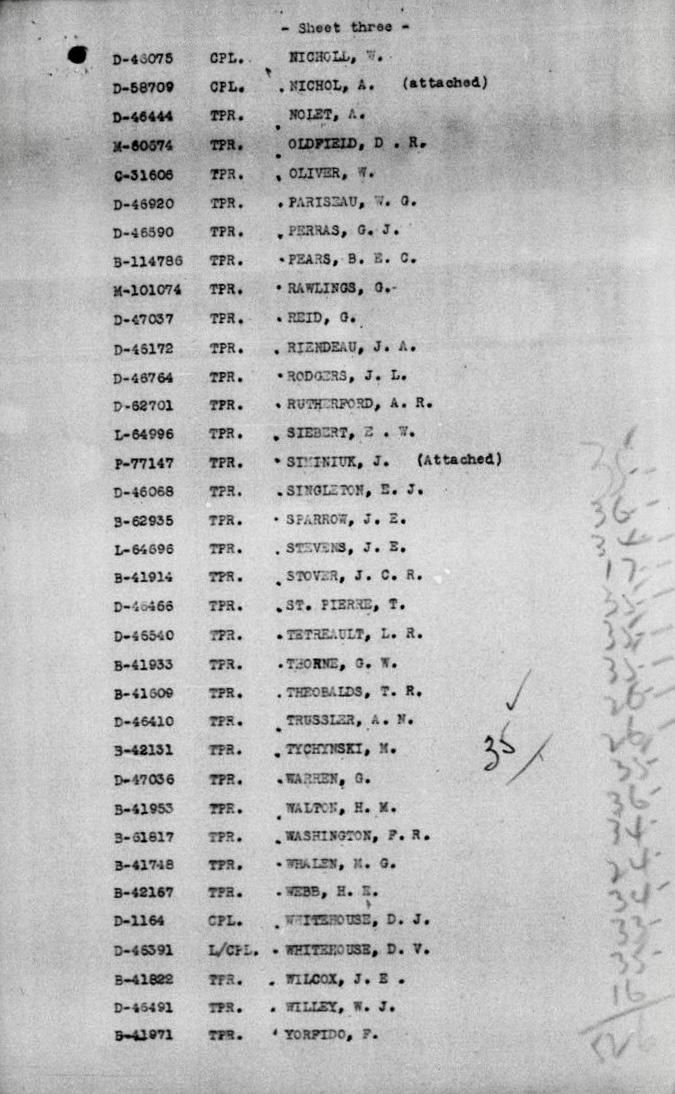 - Sheet three -
D-46075 CPL. NICHOLL, W.
D-58709 CPL. . NICHOL, A. (attached)
D-46444 TPR. NOLET, A.
M-60674 TPR. OLDFIELD, D . R.
C-31606 TPR. . OLIVER, W.
D-46920 TPR. . PARISEAU, W. G.
D-46590 TPR. . PERRAS, G. J.
B-114786 TPR. . PEARS, B. E. C.
M-101074 TPR. . RAWLINGS, G.
D-47037 TPR. . REID, G.
D-46172 TPR. . RIENDEAU, J. A.
D-46764 TPR. . RODGERS, J. L.
D-62701 TPR. . RUTHERFORD, A. R.
L-64996 TPR. . SIEBERT, E . W.
P-77147 TPR. . SIMINIUK, J. (Attached)
D-46068 TPR. . SINGLETON, E. J.
B-62935 TPR. . SPARROW, J. E.
L-64696 TPR. . STEVENS, J. E.
B-41914 TPR. . STOVER, J. C. R.
D-46466 TPR. . ST. PIERRE, T.
D-46540 TPR. . TETREAULT, L. R.
B-41933 TPR. . THORNE, G. W.
B-41609 TPR. . THEOBALDS, T. R.
D-46410 TPR. . TRUSSLER, A. N.
B-42131 TPR. . TYCHYNSKI, M.
35
D-47036 TPR. . WARREN, G.
B-41953 TPR. WALTON, H. M.
B-61817 TPR. . WASHINGTON, F. R.
B-41748 TPR. . WHALEN, M. G.
B-42167 TPR. . WEBB, H. E.
D-1164 CPL. . WHITEHOUSE, D. J.
D-46391 L/CPL. . WHITEHOUSE, D. V.
B-41822 TPR. . WILCOX, J. E .
D-46491 TPR. . WILLEY, W. J.
B-41971 TPR. YORFIDO, F.
35
36
34
17
35
35
35
26
26
35
36
34
24
34
33
35
16